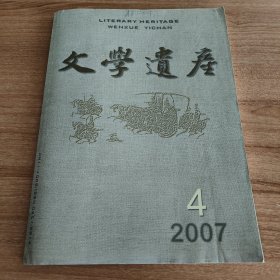 LITERARY HERITAGE
WENXUE YICHAN
文學遺產
4
2007